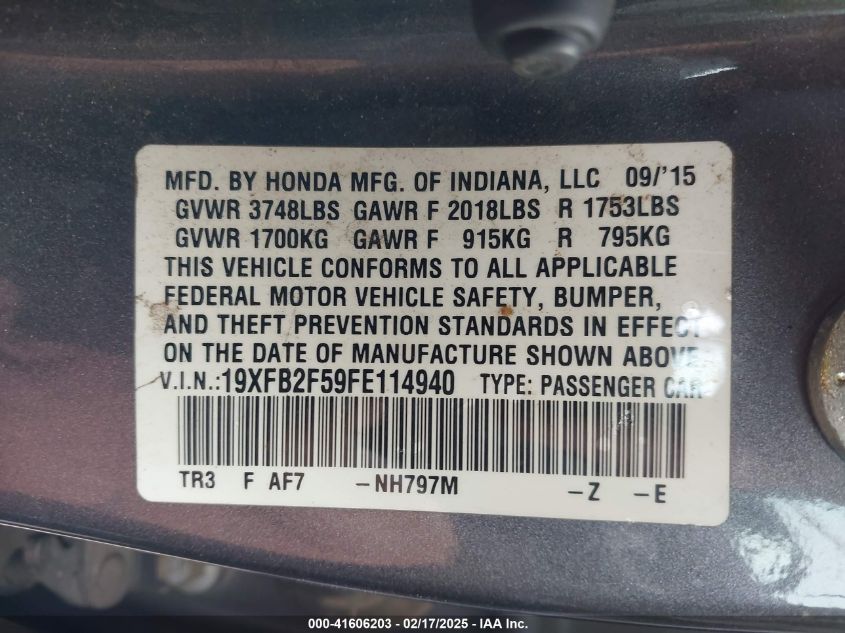 MFD. BY HONDA MFG. OF INDIANA, LLC 09/'15
GVWR 3748LBS GAWR F 2018LBS R 1753LBS
GVWR 1700KG GAWR F 915KG R 795KG
THIS VEHICLE CONFORMS TO ALL APPLICABLE
FEDERAL MOTOR VEHICLE SAFETY, BUMPER,
AND THEFT PREVENTION STANDARDS IN EFFECT
ON THE DATE OF MANUFACTURE SHOWN ABOVE.
V.I.N.:19XFB2F59FE114940 TYPE: PASSENGER CAR
TR3 F AF7 -NH797M -Z -E
000-41606203 - 02/17/2025 - IAA Inc.